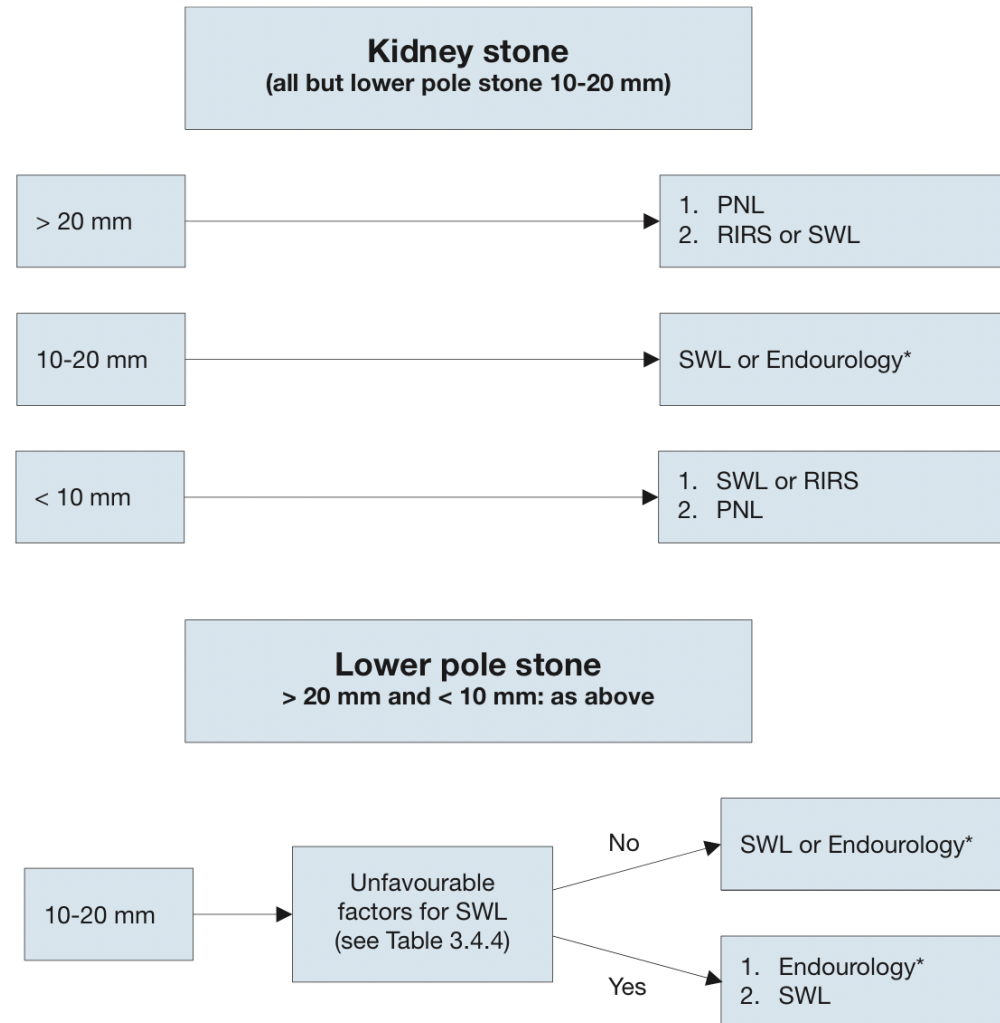 Kidney stone
(all but lower pole stone 10-20 mm)
> 20 mm
1. PNL
2. RIRS or SWL
10-20 mm
SWL or Endourology*
< 10 mm
1. SWL or RIRS
2. PNL
Lower pole stone
> 20 mm and < 10 mm: as above
10-20 mm
Unfavourable
factors for SWL
(see Table 3.4.4)
No
SWL or Endourology*
Yes
1. Endourology*
2. SWL